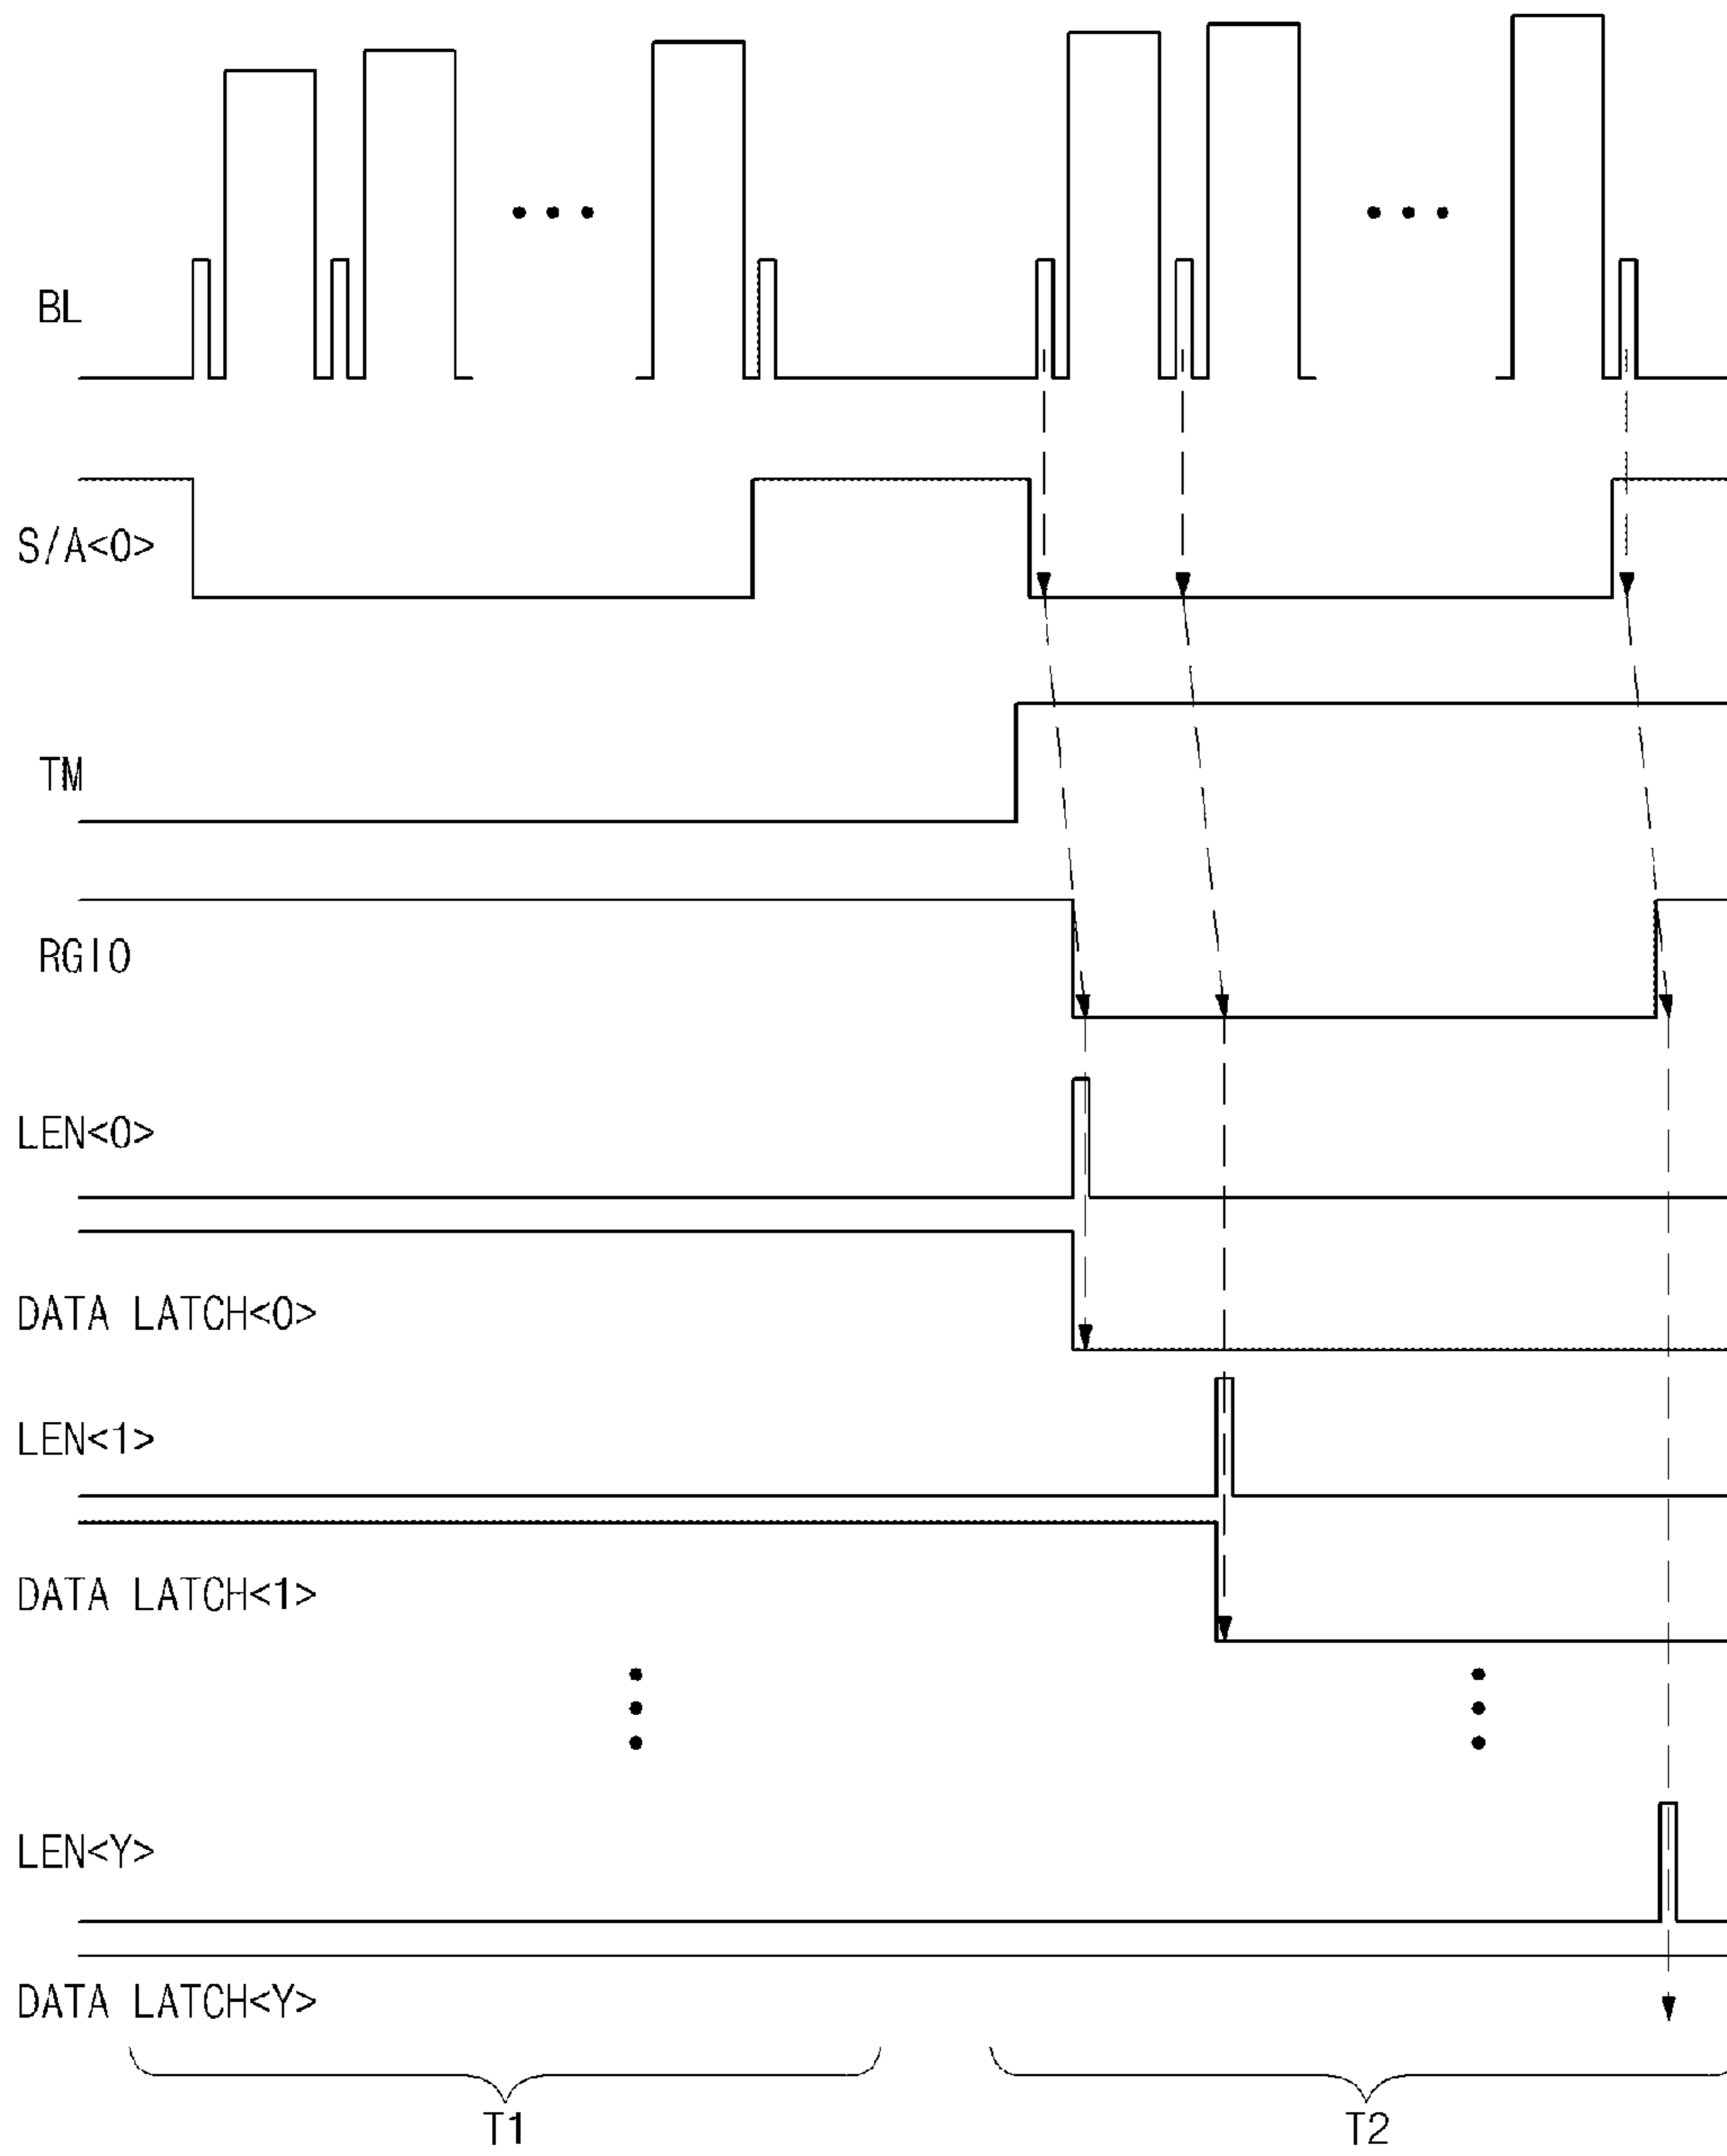 BL
S/A<0>
TM
RGIO
LEN<0>
DATA LATCH<0>
LEN<1>
DATA LATCH<1>
LEN<Y>
DATA LATCH<Y>
T1 T2